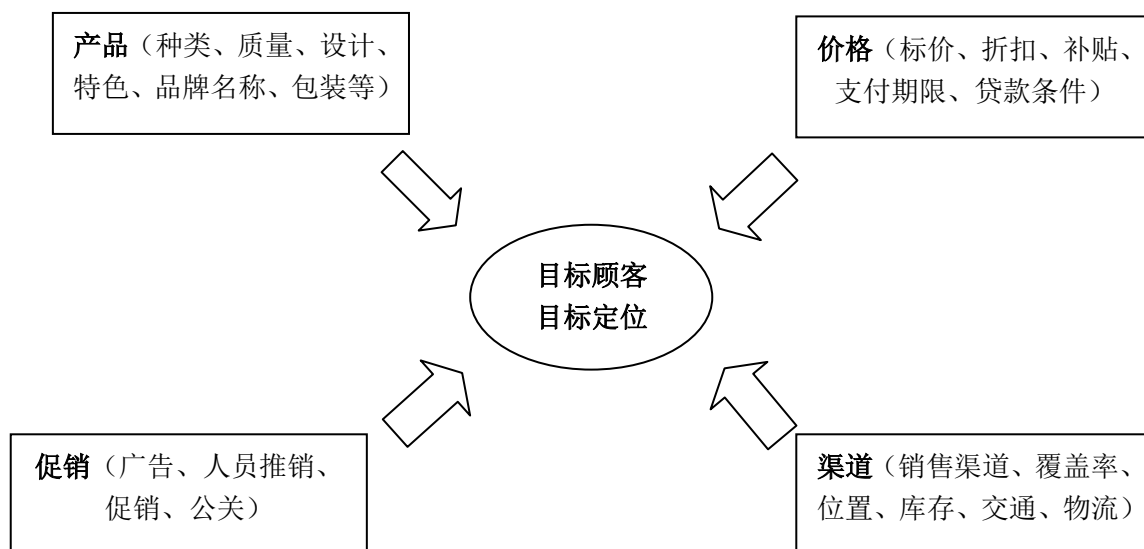 产品（种类、质量、设计、
特色、品牌名称、包装等）
价格（标价、折扣、补贴、
支付期限、贷款条件）
目标顾客
目标定位
促销（广告、人员推销、
促销、公关）
渠道（销售渠道、覆盖率、
位置、库存、交通、物流）